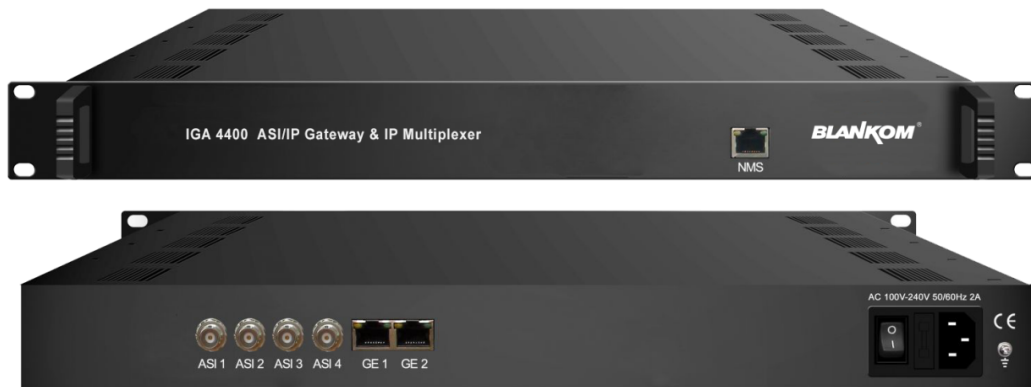 IGA 4400 ASI/IP Gateway & IP Multiplexer
NMS
BLANKOM®
AC 100V-240V 50/60Hz 2A
O
I
CE
ASI 1 ASI 2 ASI 3 ASI 4 GE 1 GE 2